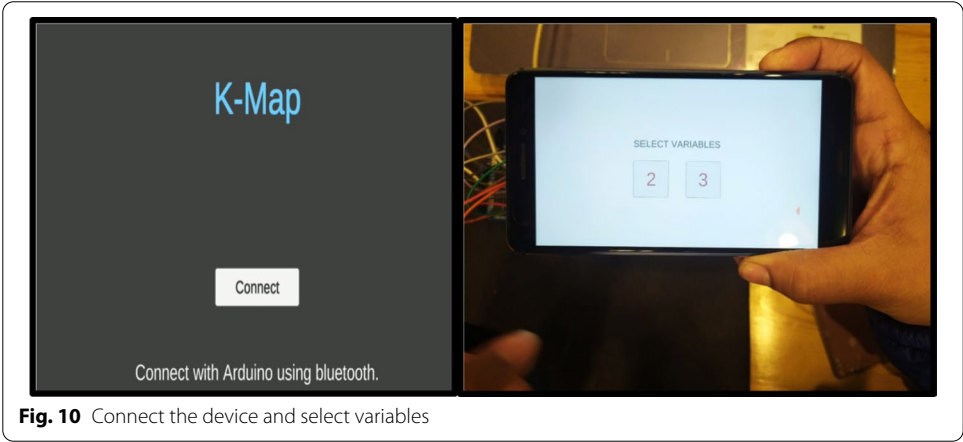 K-Map
Connect
Connect with Arduino using bluetooth.
SELECT VARIABLES
2 3
Fig. 10 Connect the device and select variables